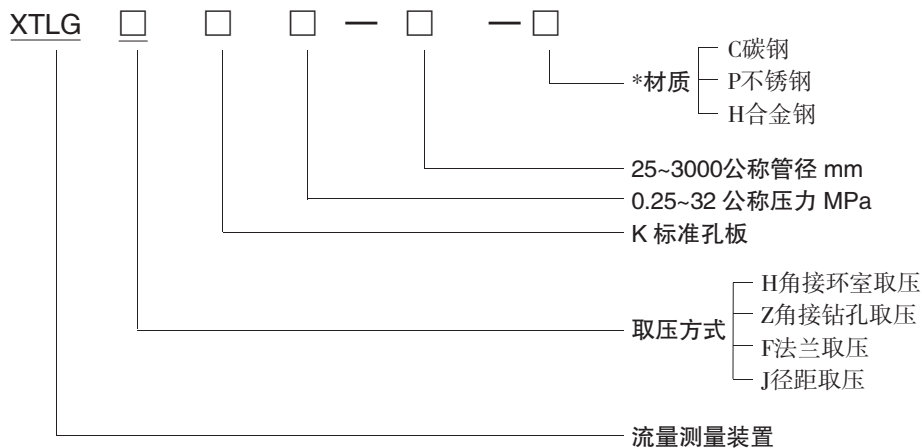 XTLG □ □ □ — □ — □
*材质
C碳钢
P不锈钢
H合金钢
25~3000公称管径 mm
0.25~32 公称压力 MPa
K 标准孔板
取压方式
H角接环室取压
Z角接钻孔取压
F法兰取压
J径距取压
流量测量装置